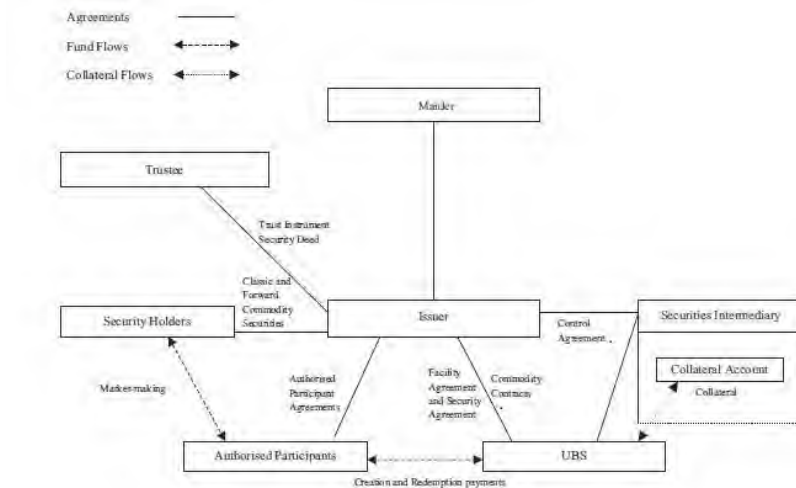 Agreements
Fund Flows
Collateral Flows
Trustee
Trust Instrument
Security Deed
Classic and
Forward
Commodity
Securities
Security Holders
Issuer
Control
Agreement
Securities Intermediary
Collateral Account
Collateral
Market-making
Authorised
Participant
Agreements
Facility
Agreement
and Security
Agreement
Commodity
Contracts
Authorised Participants
UBS
Creation and Redemption payments